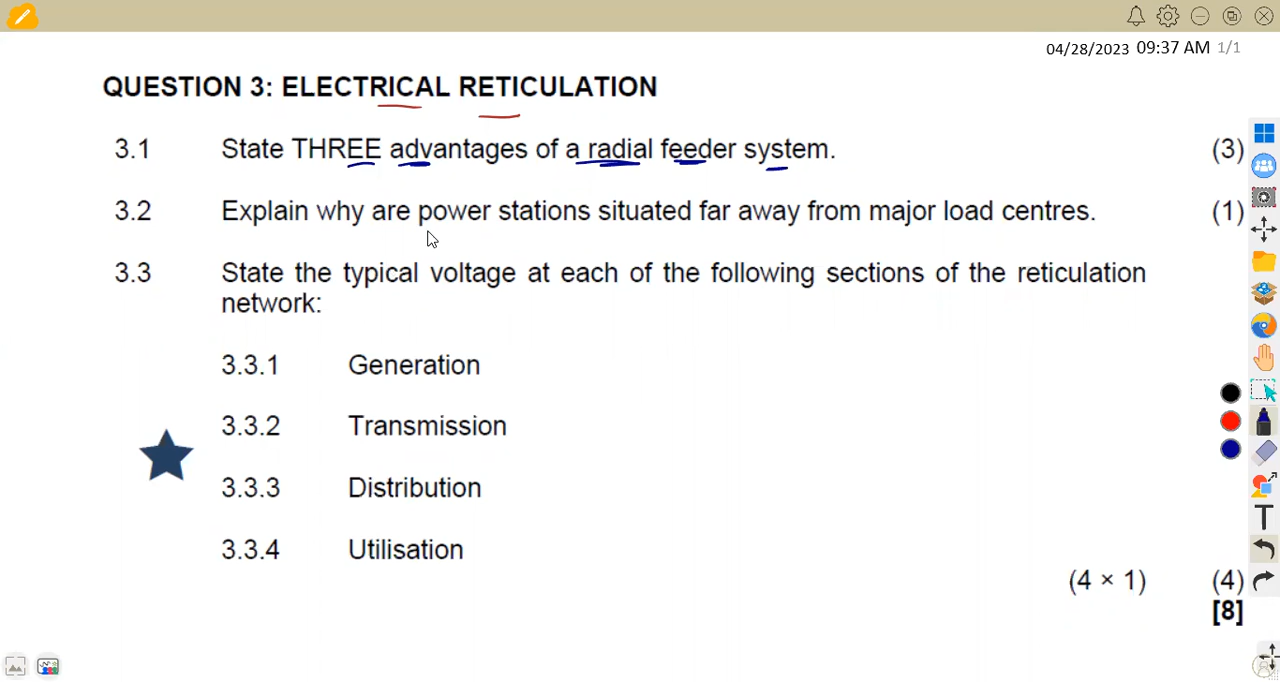 04/28/2023 09:37 AM 1/1
QUESTION 3: ELECTRICAL RETICULATION
3.1 State THREE advantages of a radial feeder system. (3)
3.2 Explain why are power stations situated far away from major load centres. (1)
3.3 State the typical voltage at each of the following sections of the reticulation
network:
3.3.1 Generation
3.3.2 Transmission
3.3.3 Distribution
3.3.4 Utilisation
(4 × 1) (4)
[8]